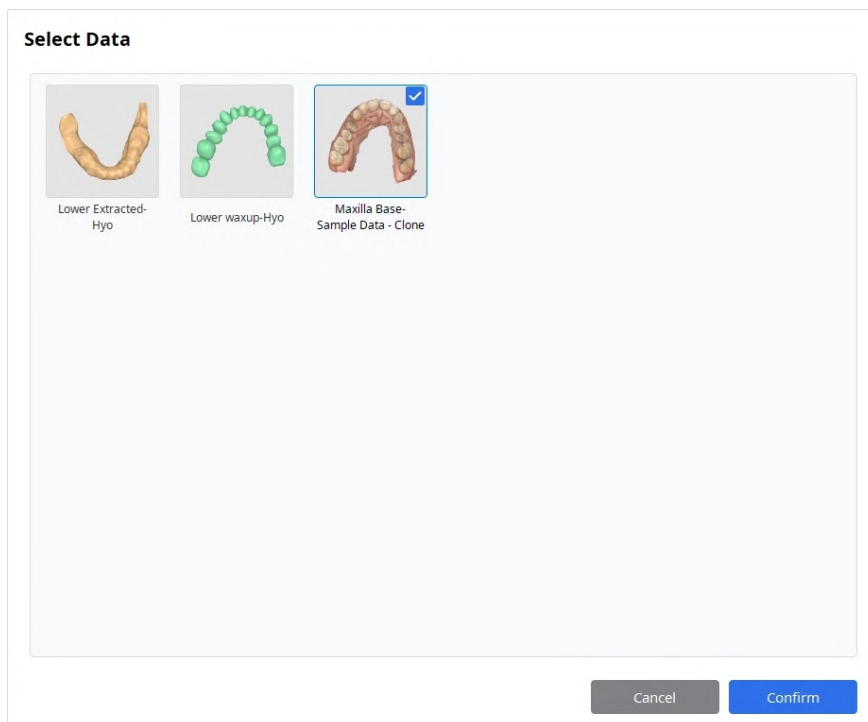 Select Data
Lower Extracted-
Hyo
Lower waxup-Hyo
Maxilla Base-
Sample Data - Clone
Cancel
Confirm